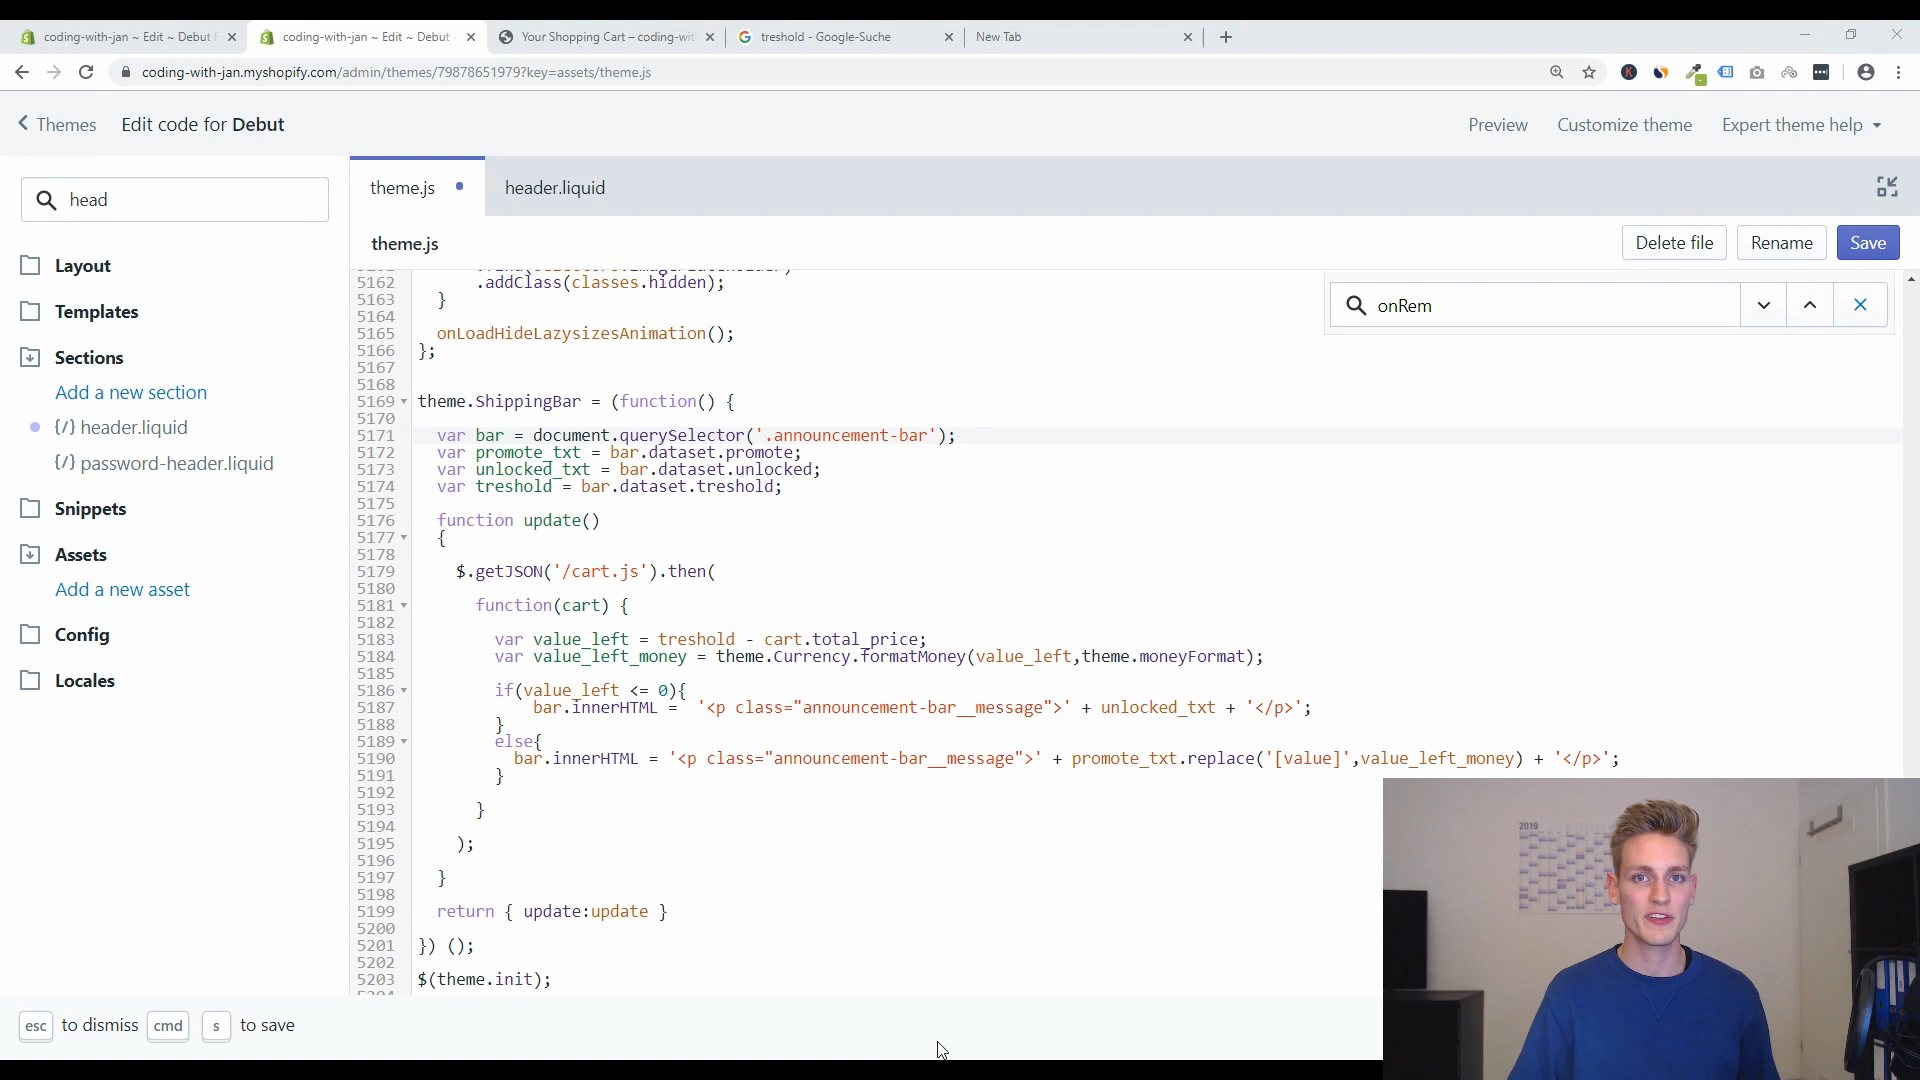 coding-with-jan ~ Edit ~ Debut
coding-with-jan ~ Edit ~ Debut
Your Shopping Cart – coding-wit
treshold - Google-Suche
New Tab
coding-with-jan.myshopify.com/admin/themes/79878651979?key=assets/theme.js
Themes
Edit code for Debut
Preview
Customize theme
Expert theme help
head
theme.js
header.liquid
theme.js
Delete file
Rename
Save
onRem
Layout
Templates
Sections
Add a new section
{/} header.liquid
{/} password-header.liquid
Snippets
Assets
Add a new asset
Config
Locales
5162 .addClass(classes.hidden);
5163 }
5164
5165 onLoadHideLazysizesAnimation();
5166 };
5167
5168
5169 theme.ShippingBar = (function() {
5170
5171 var bar = document.querySelector('.announcement-bar');
5172 var promote_txt = bar.dataset.promote;
5173 var unlocked_txt = bar.dataset.unlocked;
5174 var treshold = bar.dataset.treshold;
5175
5176 function update()
5177 {
5178
5179 $.getJSON('/cart.js').then(
5180
5181 function(cart) {
5182
5183 var value_left = treshold - cart.total_price;
5184 var value_left_money = theme.Currency.formatMoney(value_left,theme.moneyFormat);
5185
5186 if(value_left <= 0){
5187 bar.innerHTML = '<p class="announcement-bar__message">' + unlocked_txt + '</p>';
5188 }
5189 else{
5190 bar.innerHTML = '<p class="announcement-bar__message">' + promote_txt.replace('[value]',value_left_money) + '</p>';
5191 }
5192
5193 }
5194
5195 );
5196
5197 }
5198
5199 return { update:update }
5200
5201 }) ();
5202
5203 $(theme.init);
esc to dismiss cmd s to save
2019